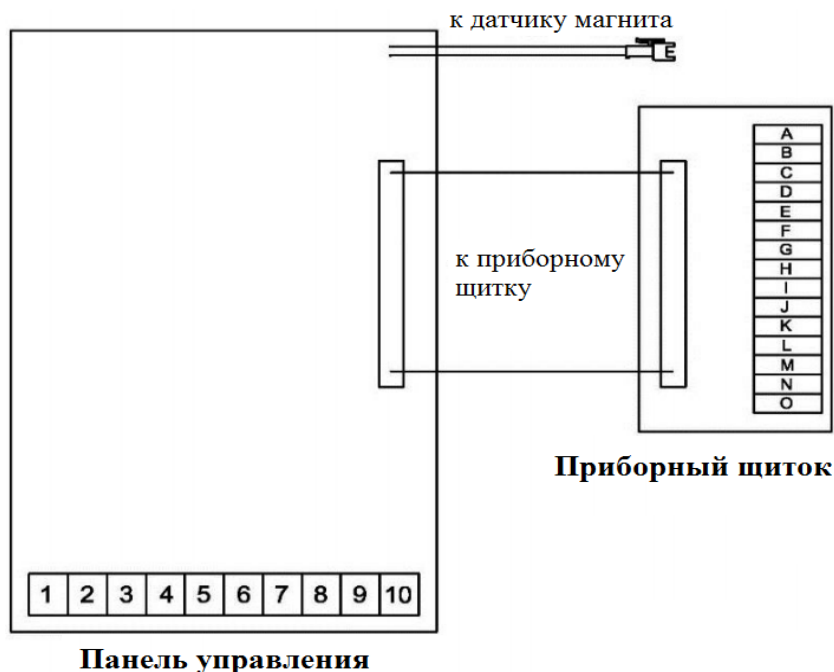 к датчику магнита
A
B
C
D
E
F
G
H
I
J
K
L
M
N
O
к приборному
щитку
Приборный щиток
1 2 3 4 5 6 7 8 9 10
Панель управления